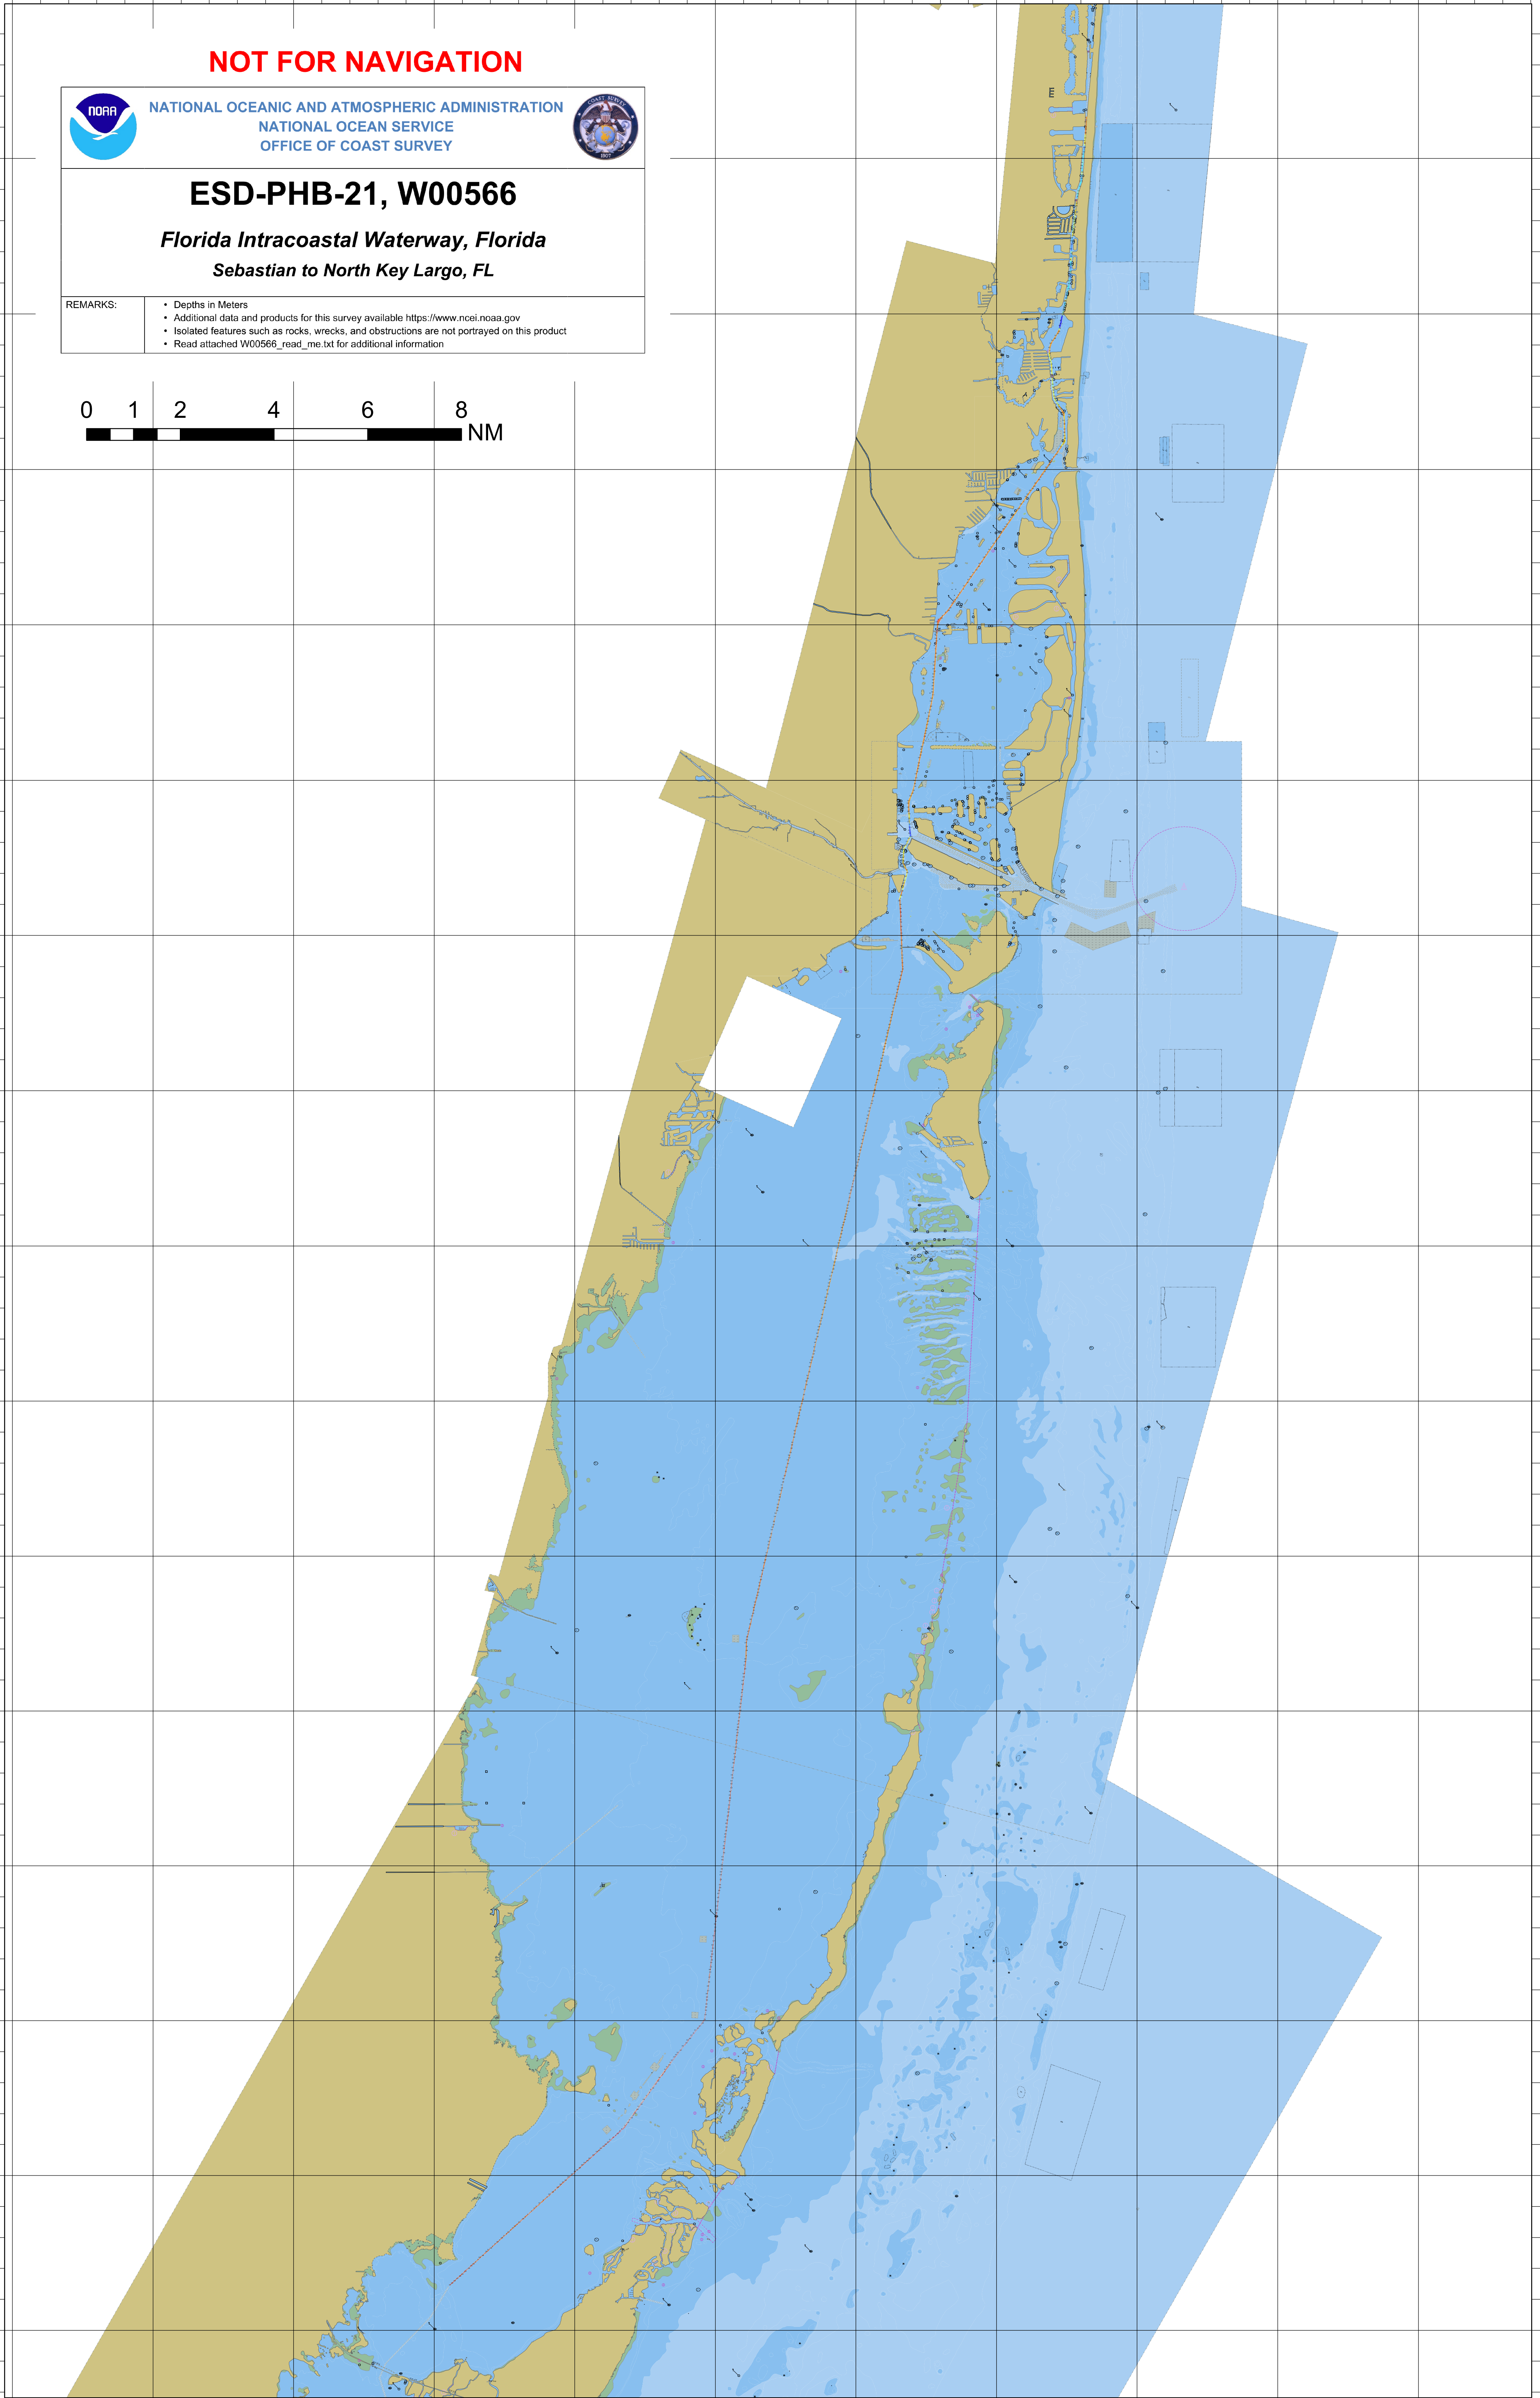 NOT FOR NAVIGATION
NOAA
NATIONAL OCEANIC AND ATMOSPHERIC ADMINISTRATION
NATIONAL OCEAN SERVICE
OFFICE OF COAST SURVEY
COAST SURVEY
1807
ESD-PHB-21, W00566
Florida Intracoastal Waterway, Florida
Sebastian to North Key Largo, FL
REMARKS:
• Depths in Meters
• Additional data and products for this survey available https://www.ncei.noaa.gov
• Isolated features such as rocks, wrecks, and obstructions are not portrayed on this product
• Read attached W00566_read_me.txt for additional information
0 1 2 4 6 8
NM